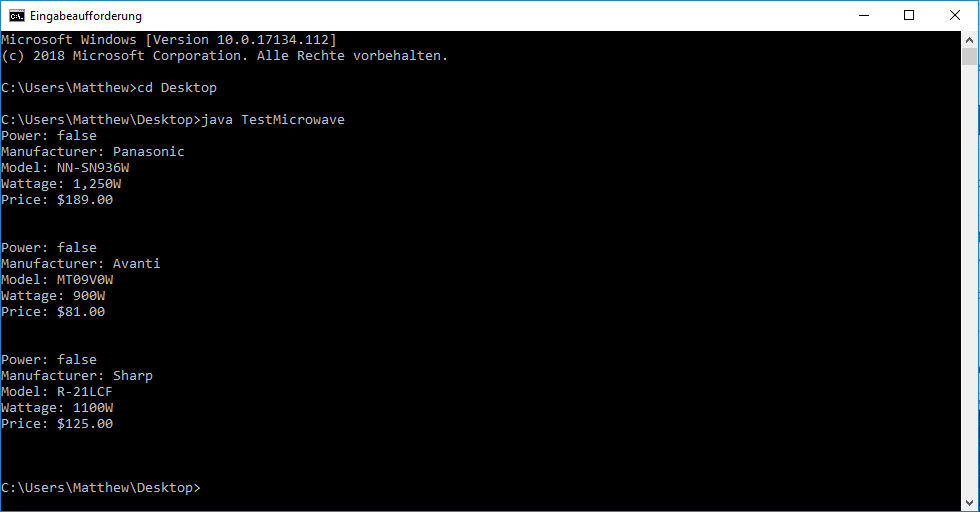 Eingabeaufforderung
Microsoft Windows [Version 10.0.17134.112]
(c) 2018 Microsoft Corporation. Alle Rechte vorbehalten.
C:\Users\Matthew>cd Desktop
C:\Users\Matthew\Desktop>java TestMicrowave
Power: false
Manufacturer: Panasonic
Model: NN-SN936W
Wattage: 1,250W
Price: $189.00
Power: false
Manufacturer: Avanti
Model: MT09V0W
Wattage: 900W
Price: $81.00
Power: false
Manufacturer: Sharp
Model: R-21LCF
Wattage: 1100W
Price: $125.00
C:\Users\Matthew\Desktop>